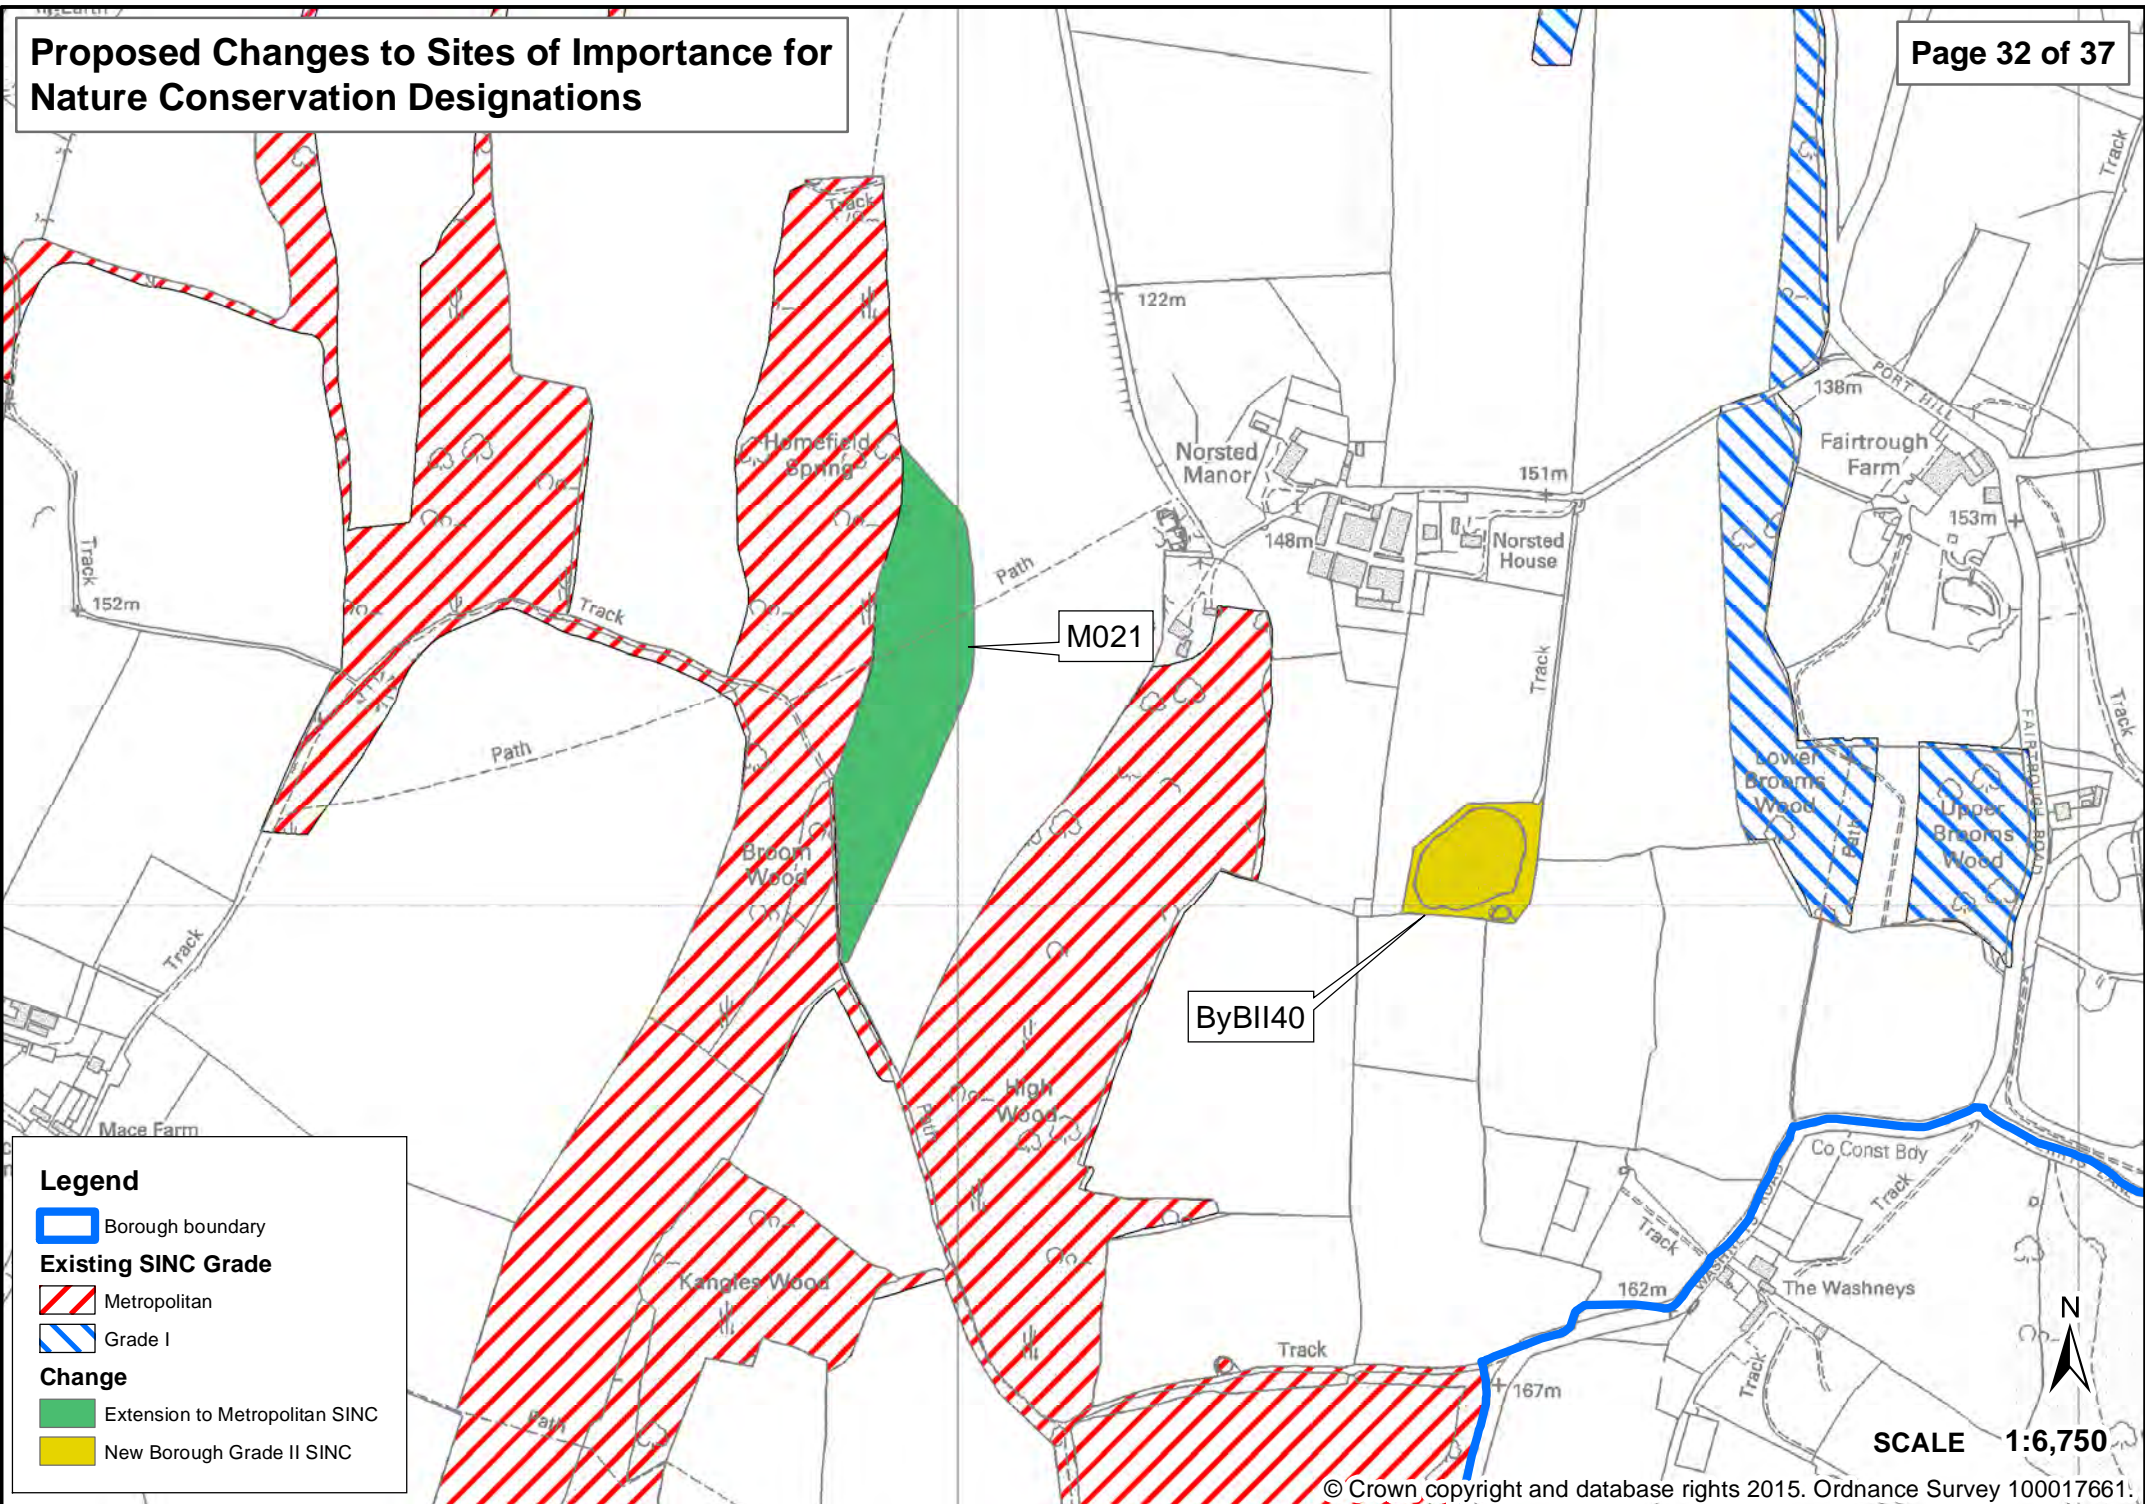 Proposed Changes to Sites of Importance for
Nature Conservation Designations
Page 32 of 37
Track
Track
122m
138m
PORT HILL
Homefield
Spring
Norsted
Manor
Fairtrough
Farm
151m
153m
148m
Norsted
House
Path
Track
152m
Track
M021
Track
Track
Path
FAIRTROUGH ROAD
Lower
Brooms
Wood
Path
Upper
Brooms
Wood
Broom
Wood
Track
ByBII40
High
Wood
Path
Mace Farm
Co Const Bdy
Track
Track
Kangles Wood
162m
The Washneys
Track
Track
167m
Path
Legend
Borough boundary
Existing SINC Grade
Metropolitan
Grade I
Change
Extension to Metropolitan SINC
New Borough Grade II SINC
N
SCALE 1:6,750
© Crown copyright and database rights 2015. Ordnance Survey 100017661.